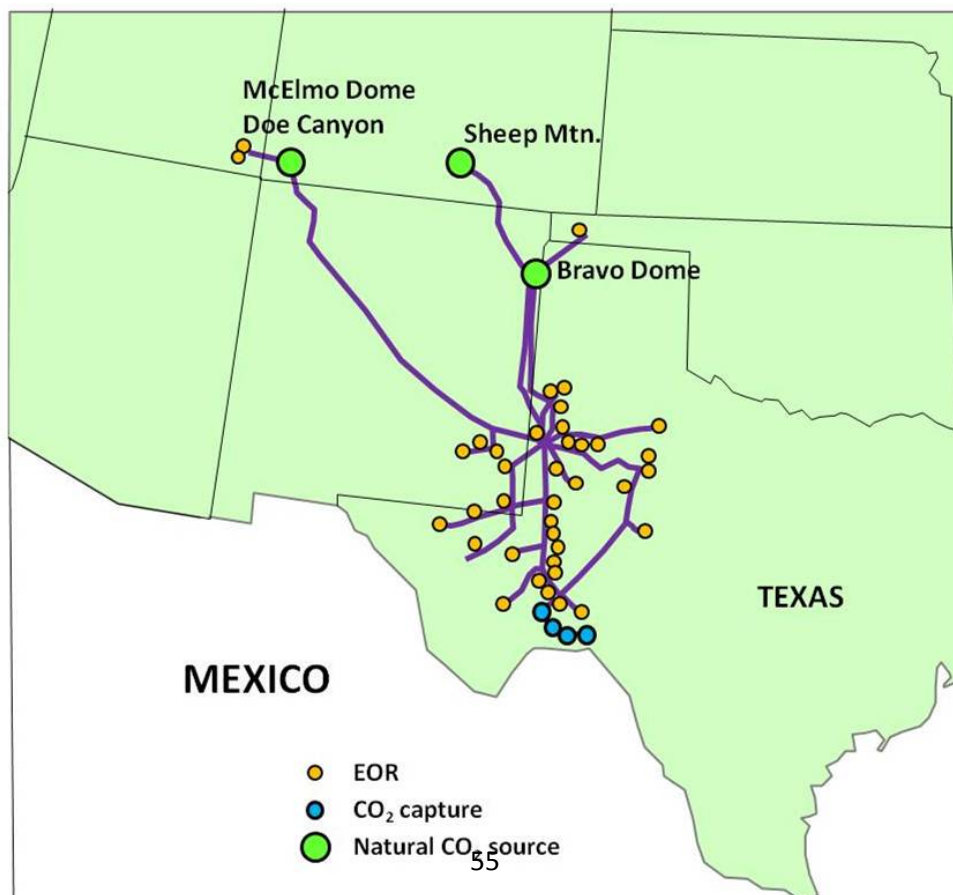 McElmo Dome
Doe Canyon
Sheep Mtn.
Bravo Dome
TEXAS
MEXICO
EOR
CO₂ capture
Natural CO₂ source
55